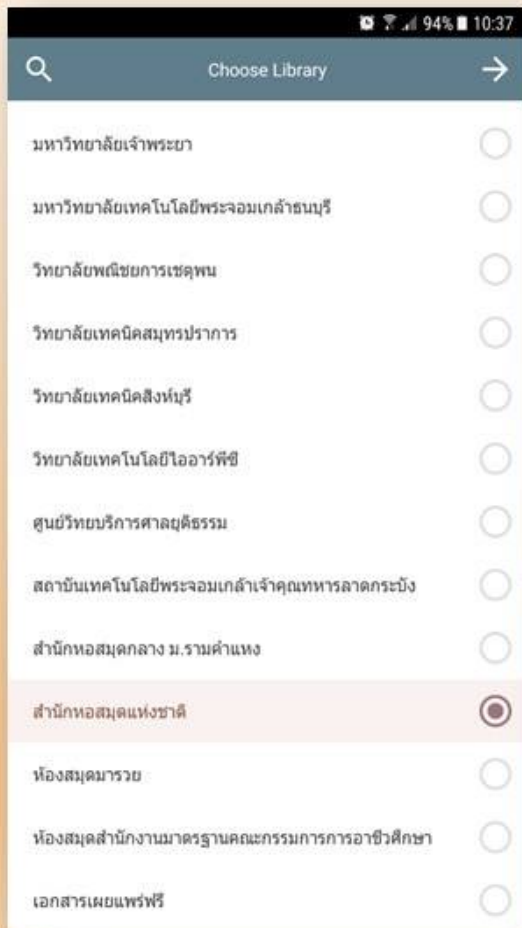 94% 10:37
Choose Library
มหาวิทยาลัยเจ้าพระยา
มหาวิทยาลัยเทคโนโลยีพระจอมเกล้าธนบุรี
วิทยาลัยพณิชยการเชตุพน
วิทยาลัยเทคนิคสมุทรปราการ
วิทยาลัยเทคนิคสิงห์บุรี
วิทยาลัยเทคโนโลยีไออาร์พีซี
ศูนย์วิทยบริการศาลยุติธรรม
สถาบันเทคโนโลยีพระจอมเกล้าเจ้าคุณทหารลาดกระบัง
สำนักหอสมุดกลาง ม.รามคำแหง
สำนักหอสมุดแห่งชาติ
ห้องสมุดมารวย
ห้องสมุดสำนักงานมาตรฐานคณะกรรมการการอาชีวศึกษา
เอกสารเผยแพร่ฟรี